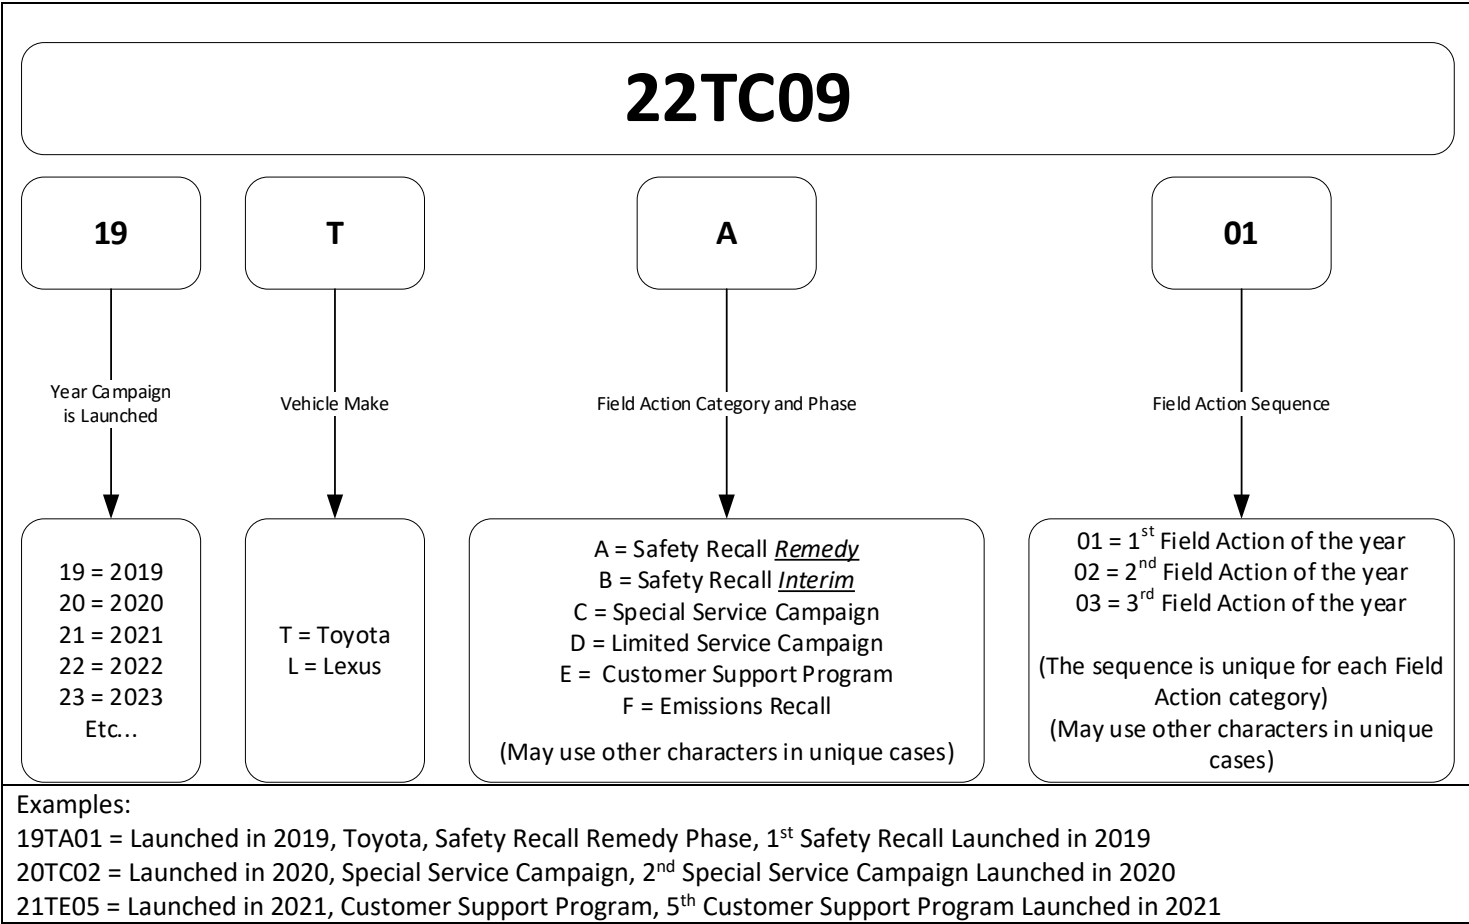 22TC09
19
T
A
01
Year Campaign
is Launched
Vehicle Make
Field Action Category and Phase
Field Action Sequence
19 = 2019
20 = 2020
21 = 2021
22 = 2022
23 = 2023
Etc...
T = Toyota
L = Lexus
A = Safety Recall Remedy
B = Safety Recall Interim
C = Special Service Campaign
D = Limited Service Campaign
E = Customer Support Program
F = Emissions Recall
(May use other characters in unique cases)
01 = 1st Field Action of the year
02 = 2nd Field Action of the year
03 = 3rd Field Action of the year
(The sequence is unique for each Field
Action category)
(May use other characters in unique
cases)
Examples:
19TA01 = Launched in 2019, Toyota, Safety Recall Remedy Phase, 1st Safety Recall Launched in 2019
20TC02 = Launched in 2020, Special Service Campaign, 2nd Special Service Campaign Launched in 2020
21TE05 = Launched in 2021, Customer Support Program, 5th Customer Support Program Launched in 2021